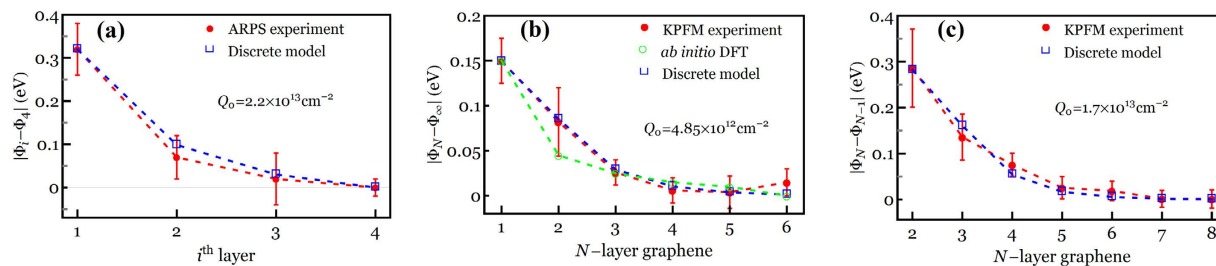 (a)
ARPS experiment
Discrete model
Q₀=2.2×10¹³cm⁻²
|Φᵢ−Φ₄| (eV)
0.4
0.3
0.2
0.1
0
1
2
3
4
iᵗʰ layer
(b)
KPFM experiment
ab initio DFT
Discrete model
Q₀=4.85×10¹²cm⁻²
|Φ_N−Φ_∞| (eV)
0.15
0.1
0.05
0
1
2
3
4
5
6
N−layer graphene
(c)
KPFM experiment
Discrete model
Q₀=1.7×10¹³cm⁻²
|Φ_N−Φ_{N−1}| (eV)
0.4
0.3
0.2
0.1
0
2
3
4
5
6
7
8
N−layer graphene